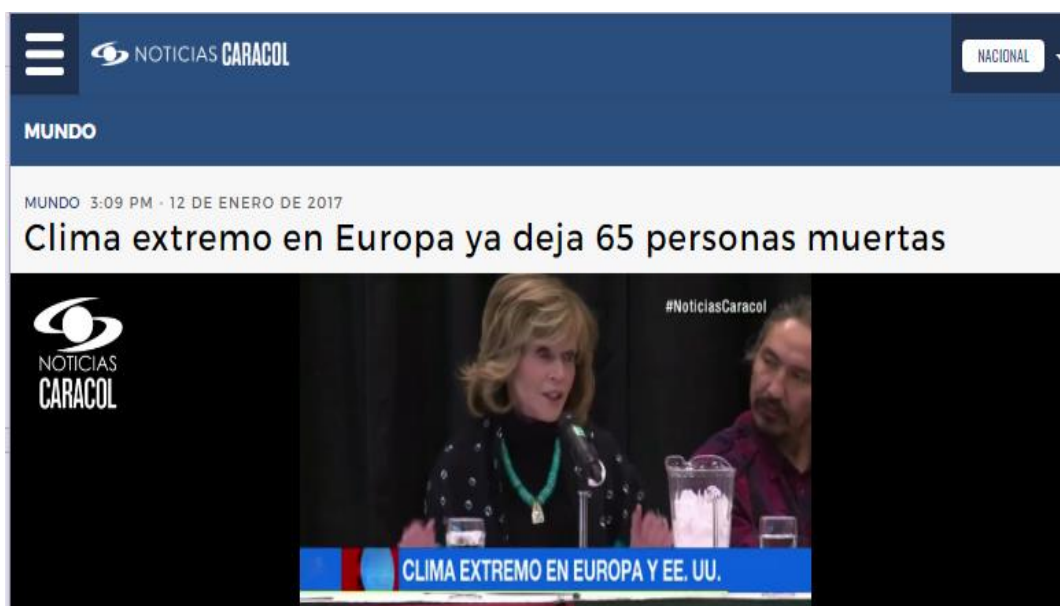 NOTICIAS CARACOL
NACIONAL
MUNDO
MUNDO 3:09 PM - 12 DE ENERO DE 2017
Clima extremo en Europa ya deja 65 personas muertas
#NoticiasCaracol
NOTICIAS
CARACOL
CLIMA EXTREMO EN EUROPA Y EE. UU.